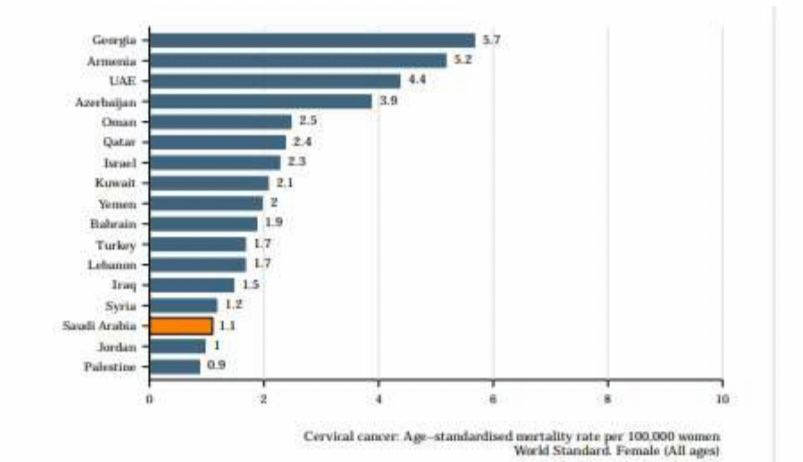 Georgia 5.7
Armenia 5.2
UAE 4.4
Azerbaijan 3.9
Oman 2.5
Qatar 2.4
Israel 2.3
Kuwait 2.1
Yemen 2
Bahrain 1.9
Turkey 1.7
Lebanon 1.7
Iraq 1.5
Syria 1.2
Saudi Arabia 1.1
Jordan 1
Palestine 0.9
0 2 4 6 8 10
Cervical cancer: Age-standardised mortality rate per 100,000 women
World Standard. Female (All ages)